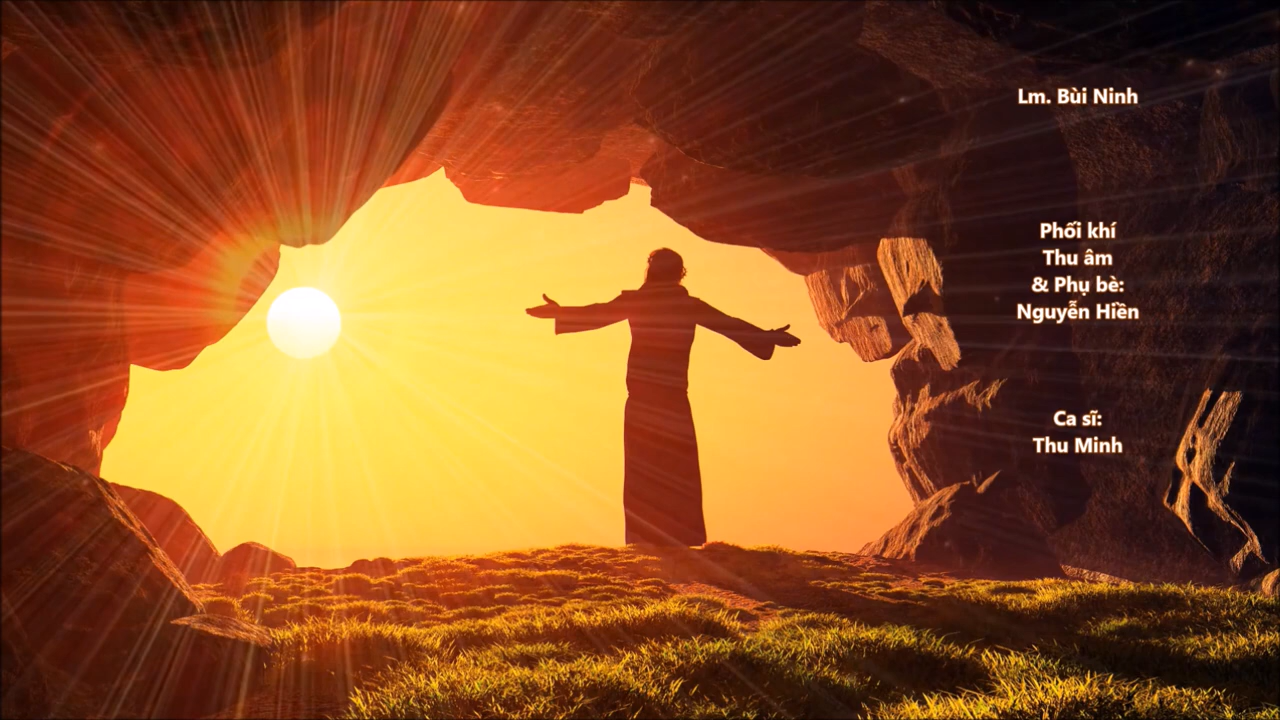 Lm. Bùi Ninh
Phối khí
Thu âm
& Phụ bè:
Nguyễn Hiền
Ca sĩ:
Thu Minh